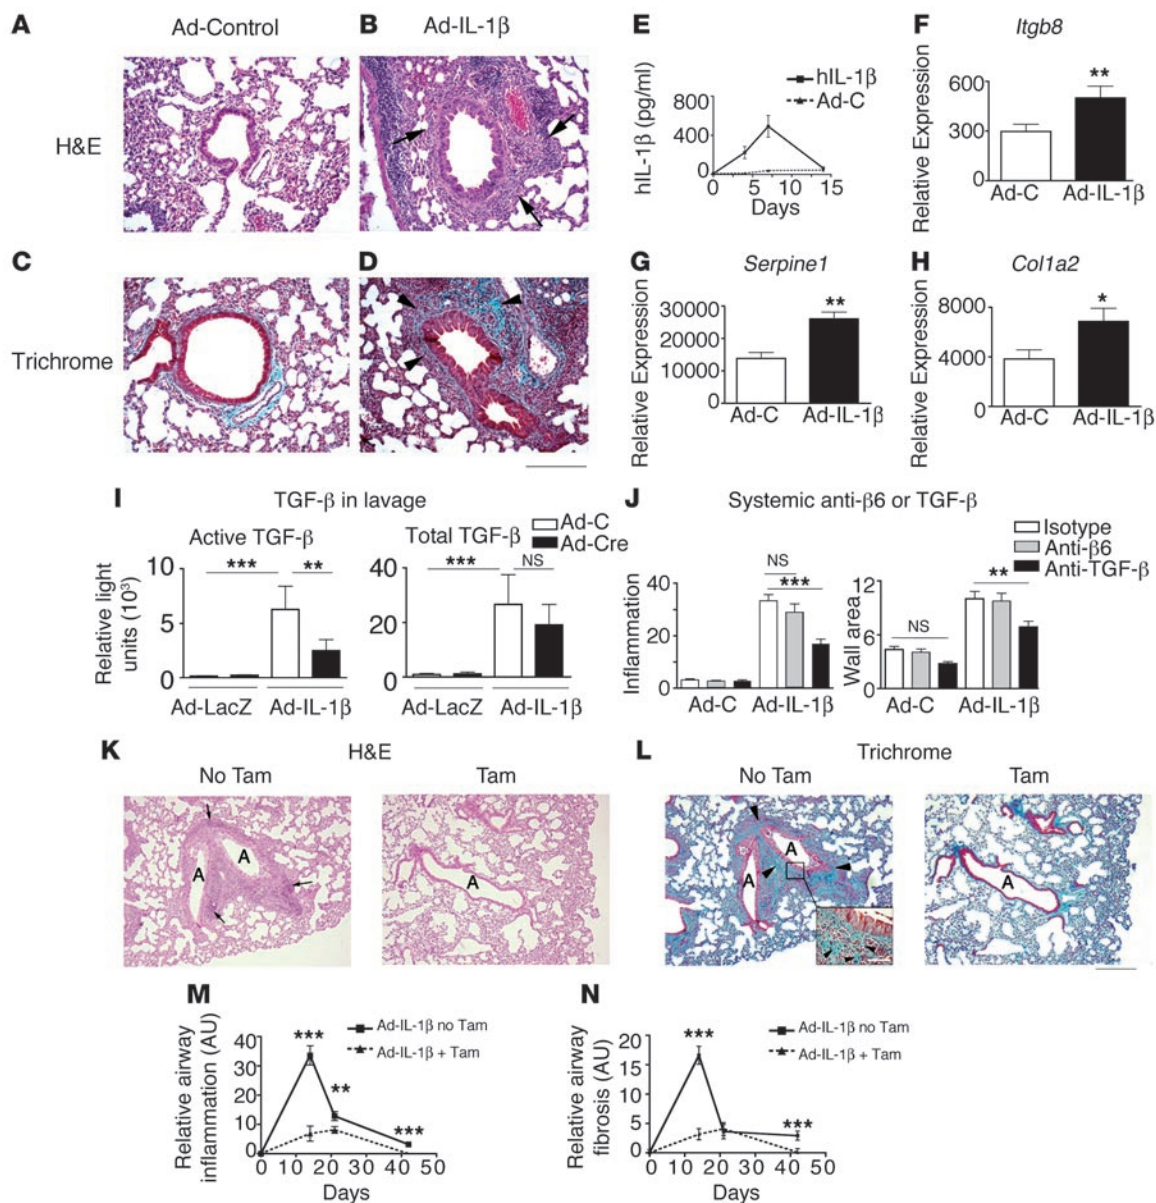 A
Ad-Control
B
Ad-IL-1β
H&E
C
D
Trichrome
E
hIL-1β (pg/ml)
800
400
0
hIL-1β
Ad-C
0 5 10 15
Days
F
Itgb8
Relative Expression
600
300
0
**
Ad-C Ad-IL-1β
G
Serpine1
Relative Expression
30000
20000
10000
0
**
Ad-C Ad-IL-1β
H
Col1a2
Relative Expression
8000
4000
0
*
Ad-C Ad-IL-1β
I
TGF-β in lavage
Active TGF-β
Relative light
units (10³)
10
5
0
*** **
Ad-LacZ Ad-IL-1β
Total TGF-β
40
20
0
*** NS
Ad-LacZ Ad-IL-1β
Ad-C
Ad-Cre
J
Systemic anti-β6 or TGF-β
Isotype
Anti-β6
Anti-TGF-β
Inflammation
40
20
0
NS
***
Ad-C Ad-IL-1β
Wall area
12
6
0
NS
**
Ad-C Ad-IL-1β
K
H&E
No Tam Tam
A
A
A
L
Trichrome
No Tam Tam
A
A
A
M
Relative airway
inflammation (AU)
40
30
20
10
0
***
**
***
Ad-IL-1β no Tam
Ad-IL-1β + Tam
0 10 20 30 40 50
Days
N
Relative airway
fibrosis (AU)
20
15
10
5
0
***
***
Ad-IL-1β no Tam
Ad-IL-1β + Tam
0 10 20 30 40 50
Days